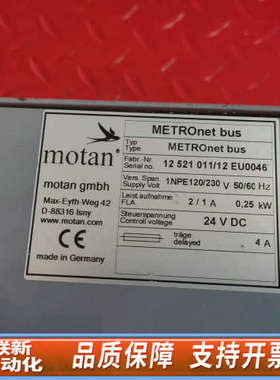 motan®
motan gmbh
Max-Eyth-Weg 42
D-88316 Isny
www.motan.com
CE
made in Germany
METROnet bus
Typ
Type METROnet bus
Fabr.-Nr.
Serial no. 12 521 011/12 EU0046
Vers. Span.
Supply Volt 1NPE120/230 V 50/60 Hz
Leist aufnahme
FLA 2 / 1 A 0,25 kW
Steuerspannung
Control Voltage 24 V DC
träge
delayed 4 A
联新
动化 品质保障 支持开票